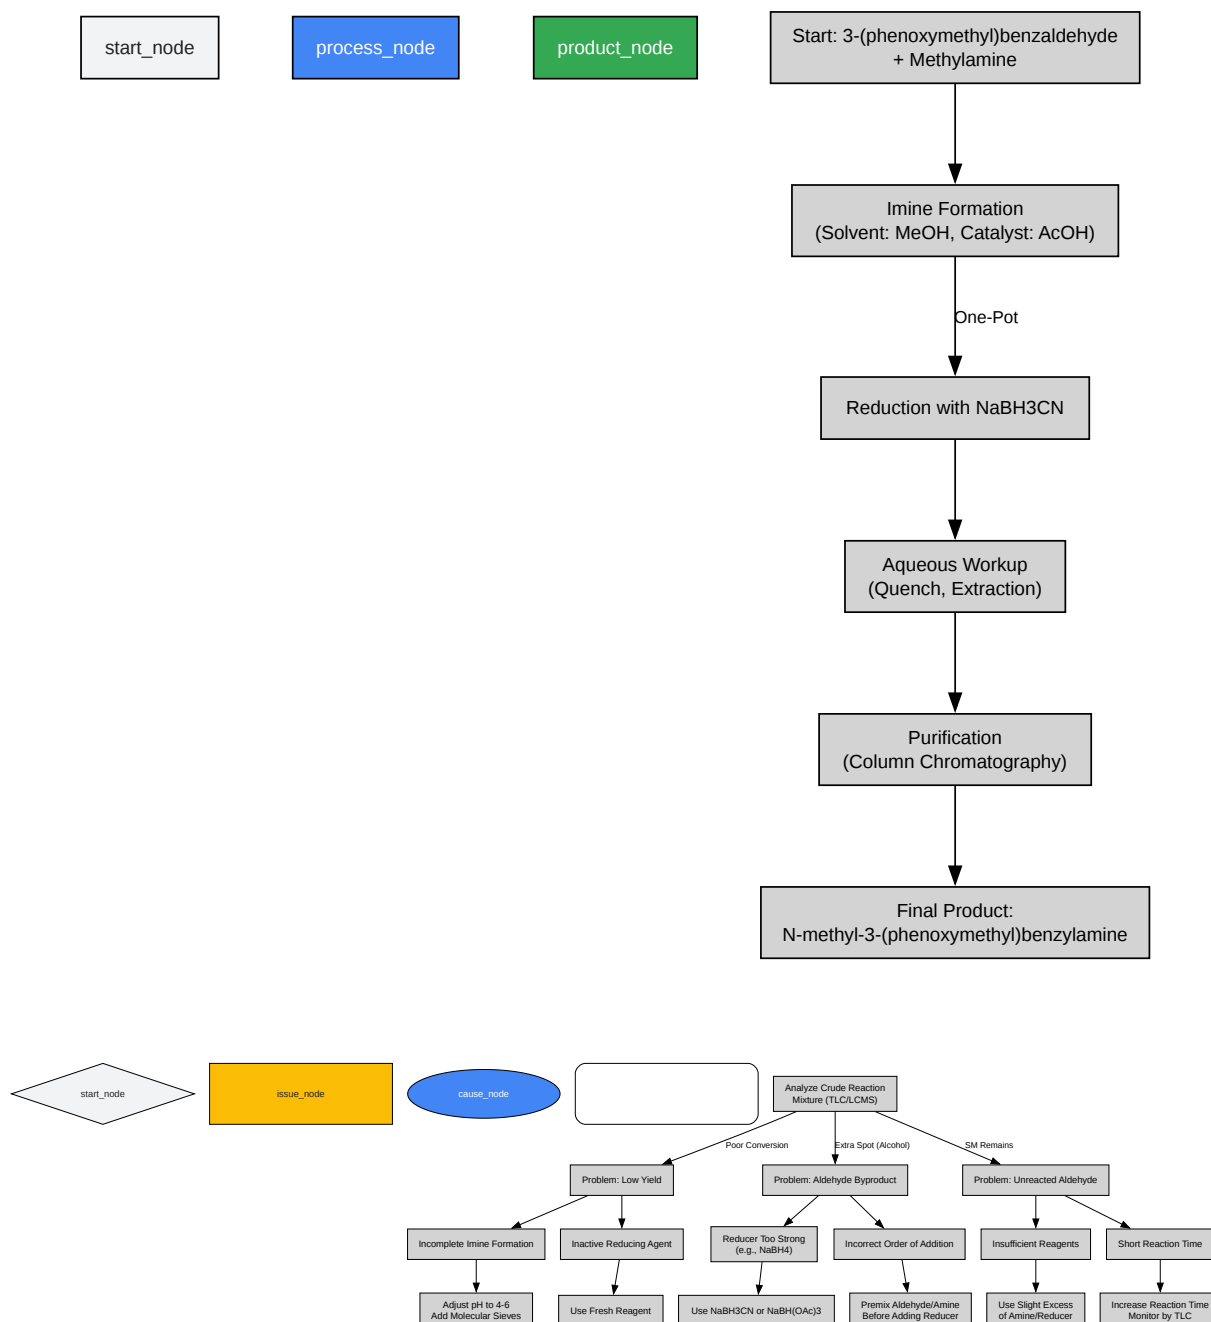 start_node
process_node
product_node
Start: 3-(phenoxymethyl)benzaldehyde
+ Methylamine
Imine Formation
(Solvent: MeOH, Catalyst: AcOH)
One-Pot
Reduction with NaBH3CN
Aqueous Workup
(Quench, Extraction)
Purification
(Column Chromatography)
Final Product:
N-methyl-3-(phenoxymethyl)benzylamine
start_node
issue_node
cause_node
Analyze Crude Reaction
Mixture (TLC/LCMS)
Poor Conversion
Extra Spot (Alcohol)
SM Remains
Problem: Low Yield
Problem: Aldehyde Byproduct
Problem: Unreacted Aldehyde
Incomplete Imine Formation
Inactive Reducing Agent
Reducer Too Strong
(e.g., NaBH4)
Incorrect Order of Addition
Insufficient Reagents
Short Reaction Time
Adjust pH to 4-6
Add Molecular Sieves
Use Fresh Reagent
Use NaBH3CN or NaBH(OAc)3
Premix Aldehyde/Amine
Before Adding Reducer
Use Slight Excess
of Amine/Reducer
Increase Reaction Time
Monitor by TLC